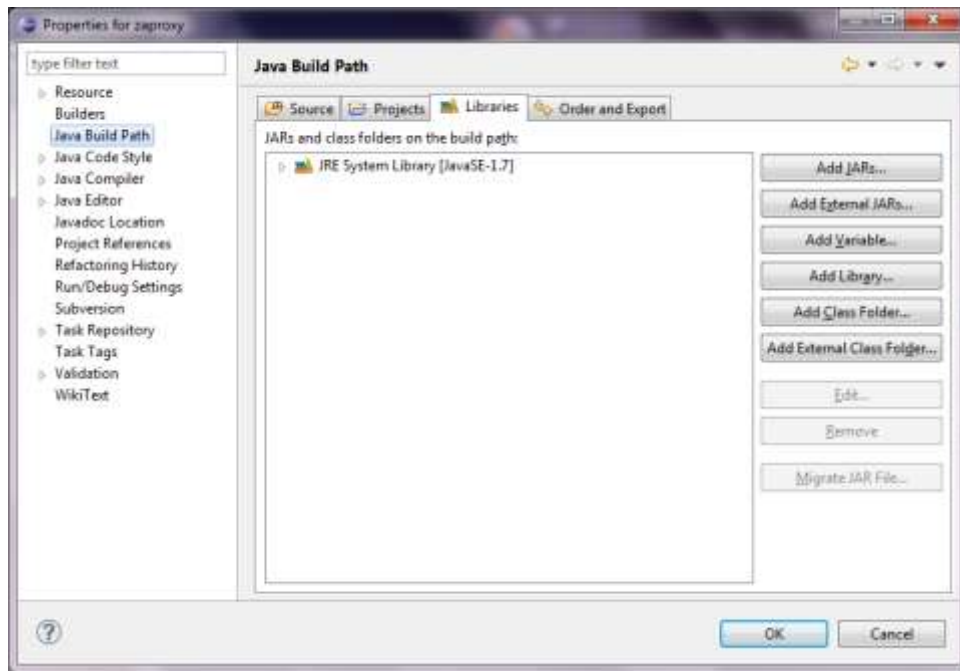 Properties for zaproxy
type filter text
Resource
Builders
Java Build Path
Java Code Style
Java Compiler
Java Editor
Javadoc Location
Project References
Refactoring History
Run/Debug Settings
Subversion
Task Repository
Task Tags
Validation
WikiText
Java Build Path
Source
Projects
Libraries
Order and Export
JARs and class folders on the build path:
JRE System Library [JavaSE-1.7]
Add JARs...
Add External JARs...
Add Variable...
Add Library...
Add Class Folder...
Add External Class Folder...
Edit...
Remove
Migrate JAR File...
OK
Cancel